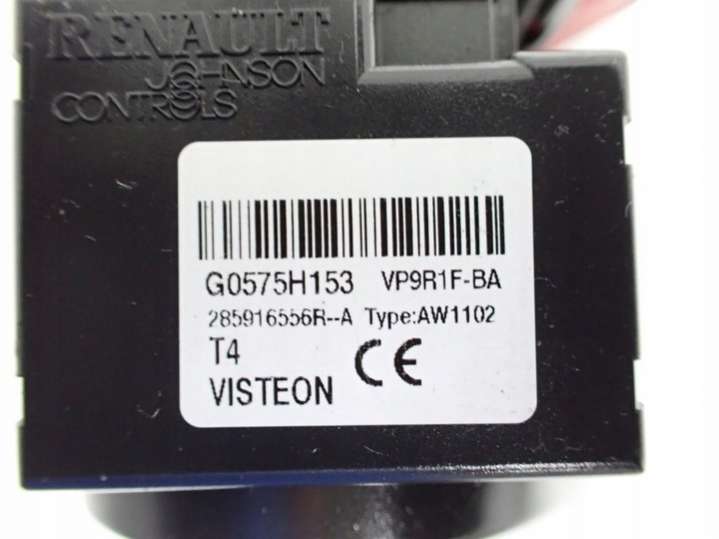 RENAULT
JOHNSON
CONTROLS
G0575H153 VP9R1F-BA
285916556R--A Type:AW1102
T4 CE
VISTEON